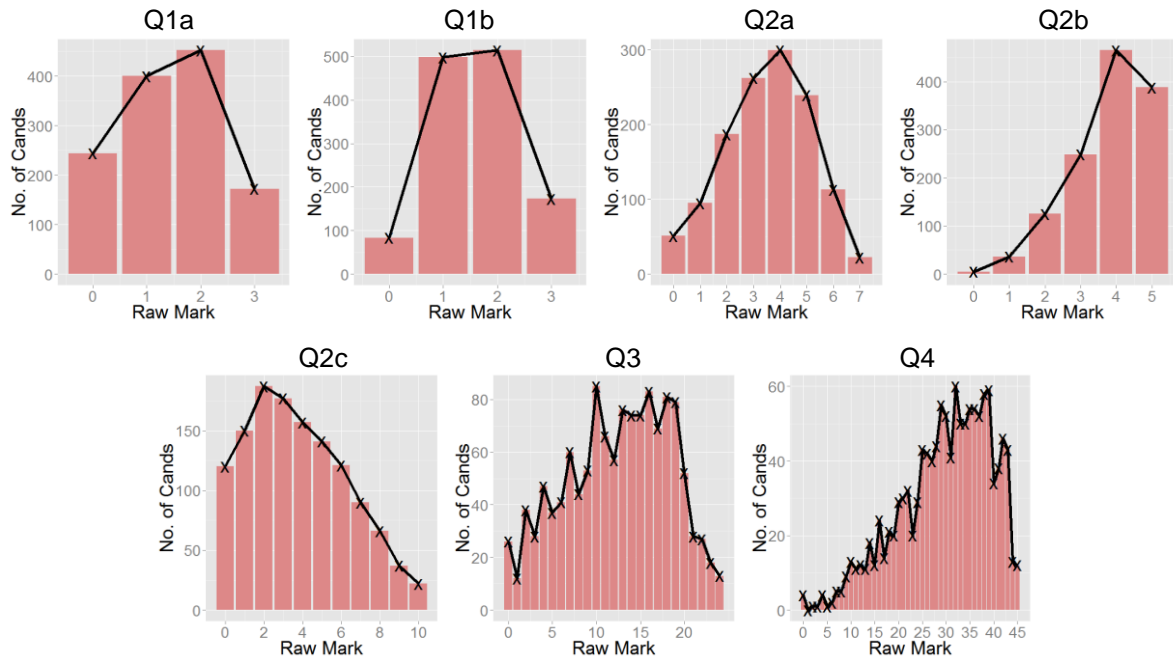 Q1a
No. of Cands
400
300
200
100
0
0 1 2 3
Raw Mark
Q1b
No. of Cands
500
400
300
200
100
0
0 1 2 3
Raw Mark
Q2a
No. of Cands
300
200
100
0
0 1 2 3 4 5 6 7
Raw Mark
Q2b
No. of Cands
400
300
200
100
0
0 1 2 3 4 5
Raw Mark
Q2c
No. of Cands
150
100
50
0
0 2 4 6 8 10
Raw Mark
Q3
No. of Cands
80
60
40
20
0
0 5 10 15 20
Raw Mark
Q4
No. of Cands
60
40
20
0
0 5 10 15 20 25 30 35 40 45
Raw Mark